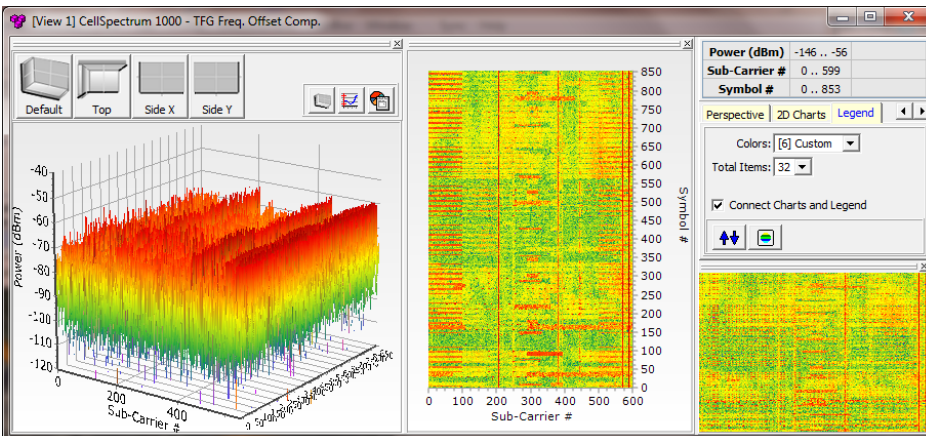 [View 1] CellSpectrum 1000 - TFG Freq. Offset Comp.
Default Top Side X Side Y
-40
-50
-60
-70
-80
-90
-100
-110
-120
Power (dBm)
0 200 400
Sub-Carrier #
850
800
750
700
650
600
550
500
450
400
350
300
250
200
150
100
50
0
Symbol #
0 100 200 300 400 500 600
Sub-Carrier #
Power (dBm) -146 .. -56
Sub-Carrier # 0 .. 599
Symbol # 0 .. 853
Perspective 2D Charts Legend
Colors: [6] Custom
Total Items: 32
Connect Charts and Legend